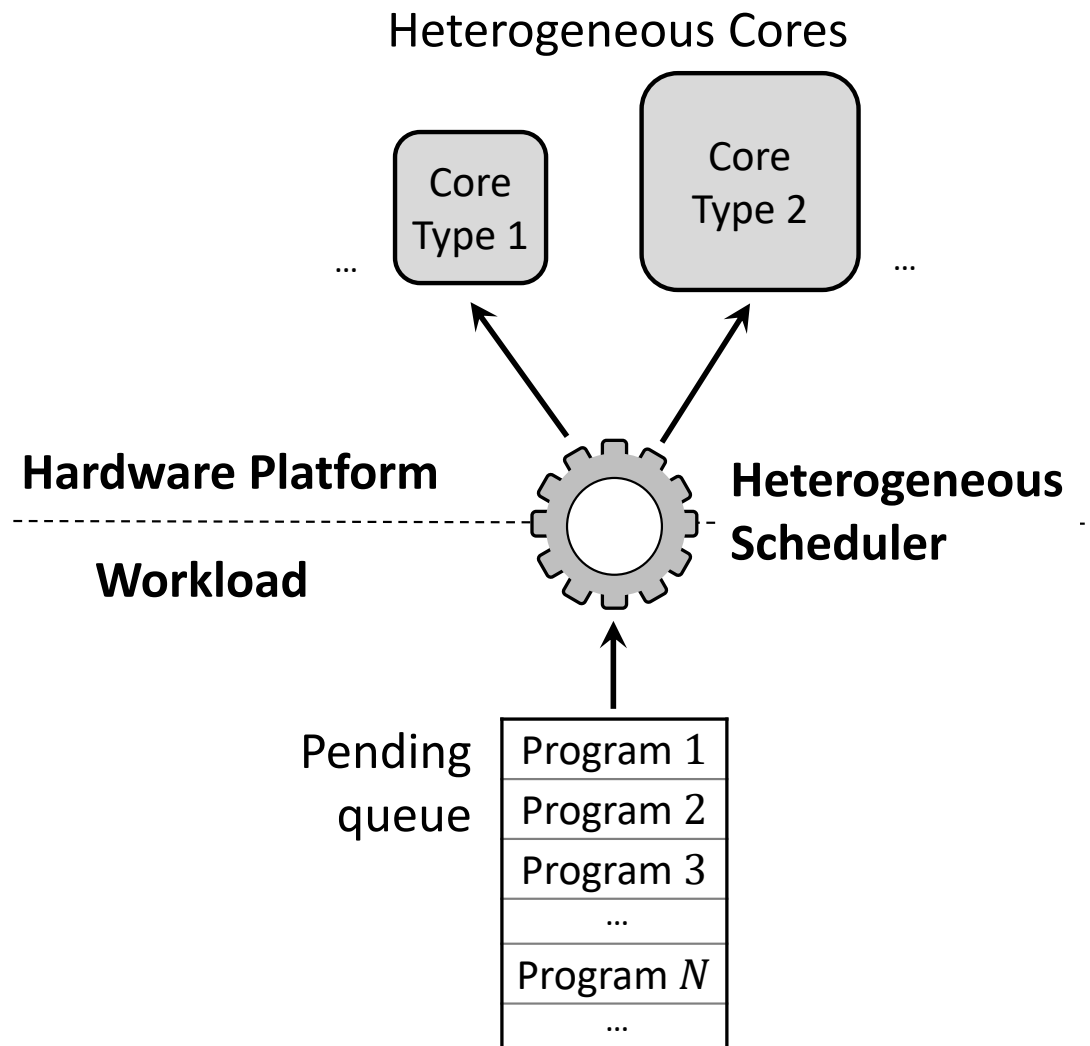 Heterogeneous Cores
Core
Type 1
Core
Type 2
...
...
Hardware Platform
Heterogeneous
Scheduler
Workload
Pending
queue
Program 1
Program 2
Program 3
...
Program N
...